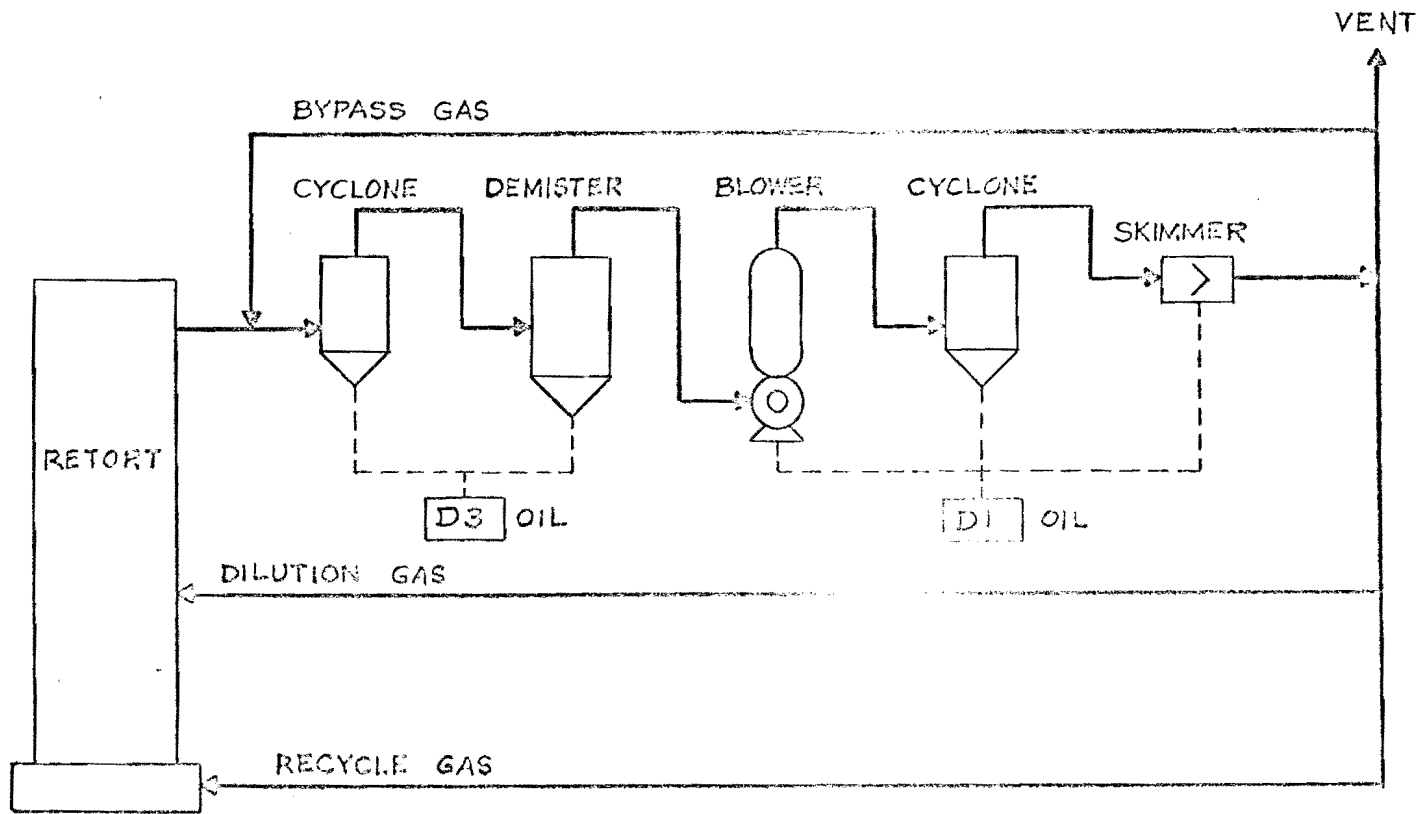 VENT
BYPASS GAS
CYCLONE
DEMISTER
BLOWER
CYCLONE
SKIMMER
>
RETORT
D3 OIL
D1 OIL
DILUTION GAS
RECYCLE GAS